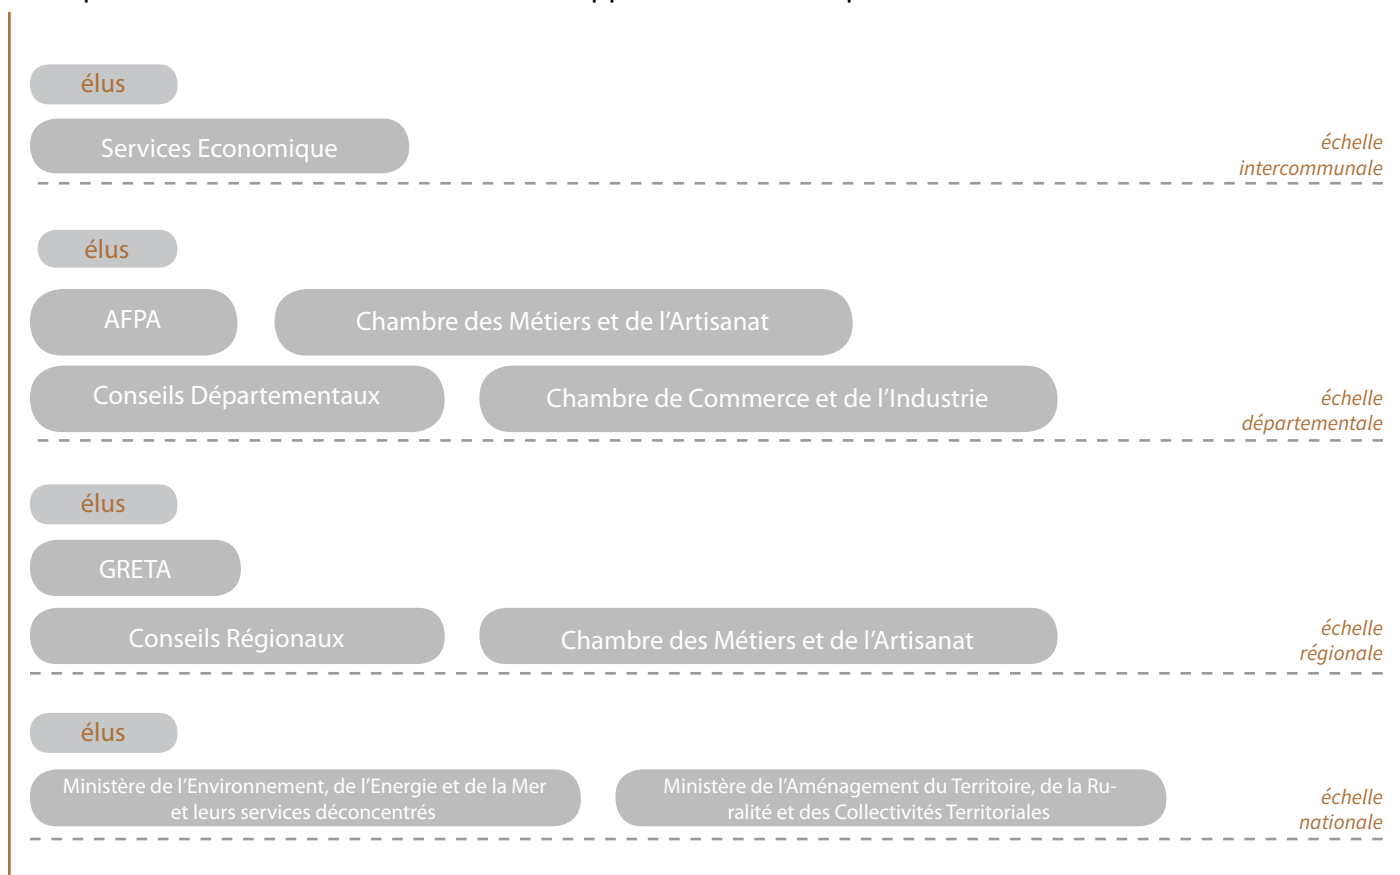 élus
Services Economique
échelle
intercommunale
élus
AFPA
Chambre des Métiers et de l'Artisanat
Conseils Départementaux
Chambre de Commerce et de l'Industrie
échelle
départementale
élus
GRETA
Conseils Régionaux
Chambre des Métiers et de l'Artisanat
échelle
régionale
élus
Ministère de l'Environnement, de l'Energie et de la Mer
et leurs services déconcentrés
Ministère de l'Aménagement du Territoire, de la Ru-
ralité et des Collectivités Territoriales
échelle
nationale